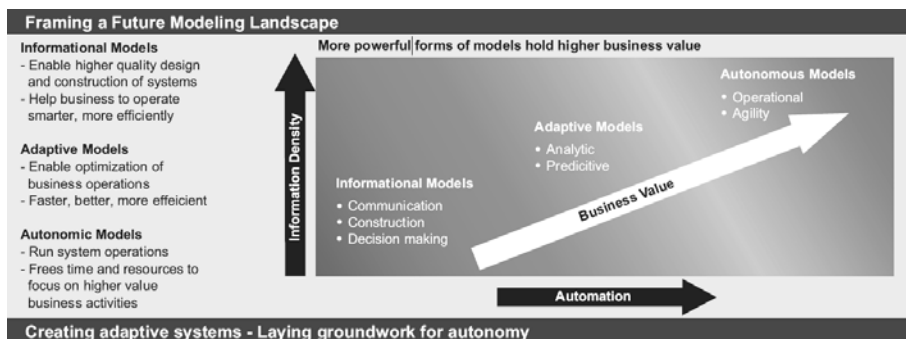 Framing a Future Modeling Landscape
Informational Models
- Enable higher quality design
and construction of systems
- Help business to operate
smarter, more efficiently
Adaptive Models
- Enable optimization of
business operations
- Faster, better, more effeicient
Autonomic Models
- Run system operations
- Frees time and resources to
focus on higher value
business activities
More powerful forms of models hold higher business value
Information Density
Informational Models
• Communication
• Construction
• Decision making
Adaptive Models
• Analytic
• Predicitive
Autonomous Models
• Operational
• Agility
Business Value
Automation
Creating adaptive systems - Laying groundwork for autonomy